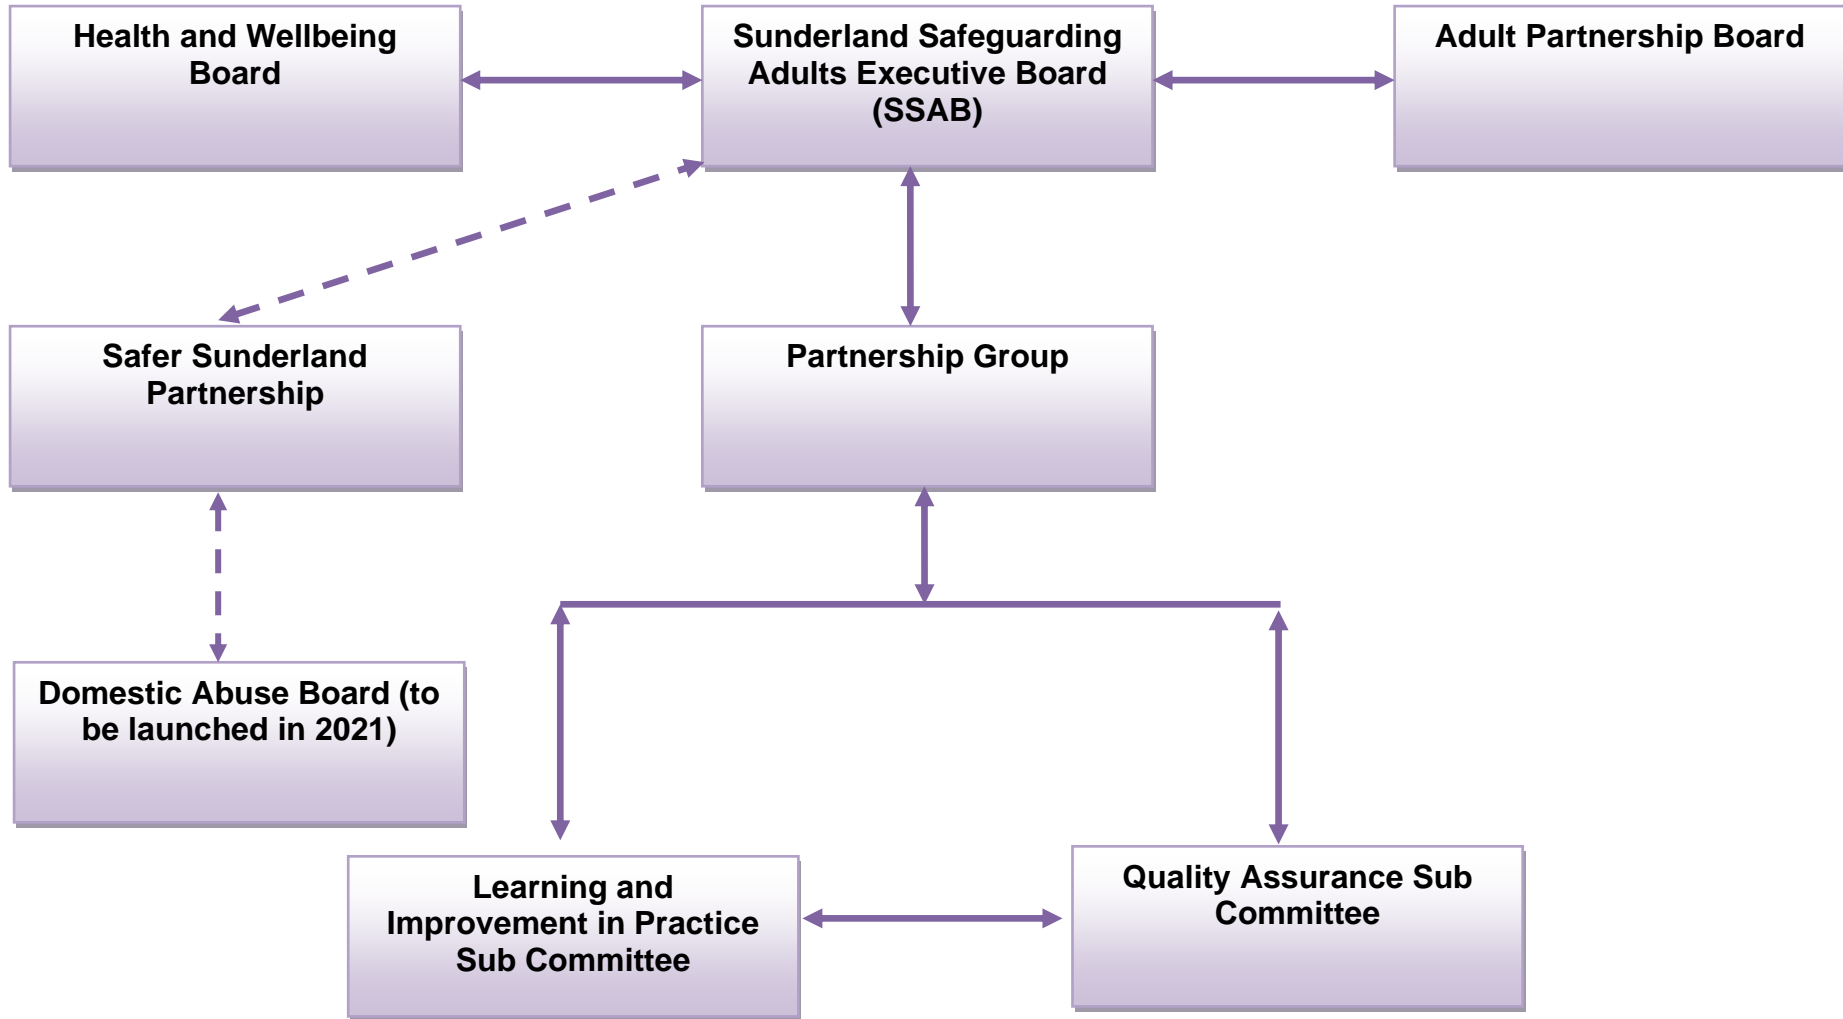 Health and Wellbeing
Board
Sunderland Safeguarding
Adults Executive Board
(SSAB)
Adult Partnership Board
Safer Sunderland
Partnership
Partnership Group
Domestic Abuse Board (to
be launched in 2021)
Learning and
Improvement in Practice
Sub Committee
Quality Assurance Sub
Committee